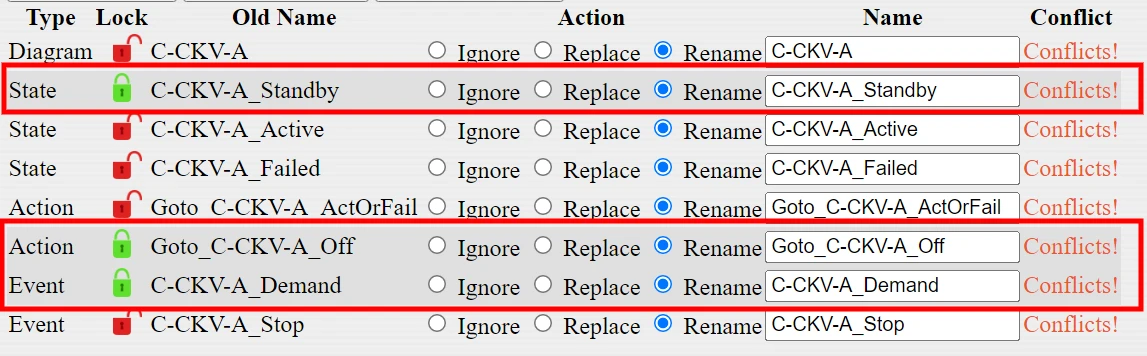 Type Lock Old Name Action Name Conflict
Diagram C-CKV-A Ignore Replace Rename C-CKV-A Conflicts!
State C-CKV-A_Standby Ignore Replace Rename C-CKV-A_Standby Conflicts!
State C-CKV-A_Active Ignore Replace Rename C-CKV-A_Active Conflicts!
State C-CKV-A_Failed Ignore Replace Rename C-CKV-A_Failed Conflicts!
Action Goto_C-CKV-A_ActOrFail Ignore Replace Rename Goto_C-CKV-A_ActOrFail Conflicts!
Action Goto_C-CKV-A_Off Ignore Replace Rename Goto_C-CKV-A_Off Conflicts!
Event C-CKV-A_Demand Ignore Replace Rename C-CKV-A_Demand Conflicts!
Event C-CKV-A_Stop Ignore Replace Rename C-CKV-A_Stop Conflicts!